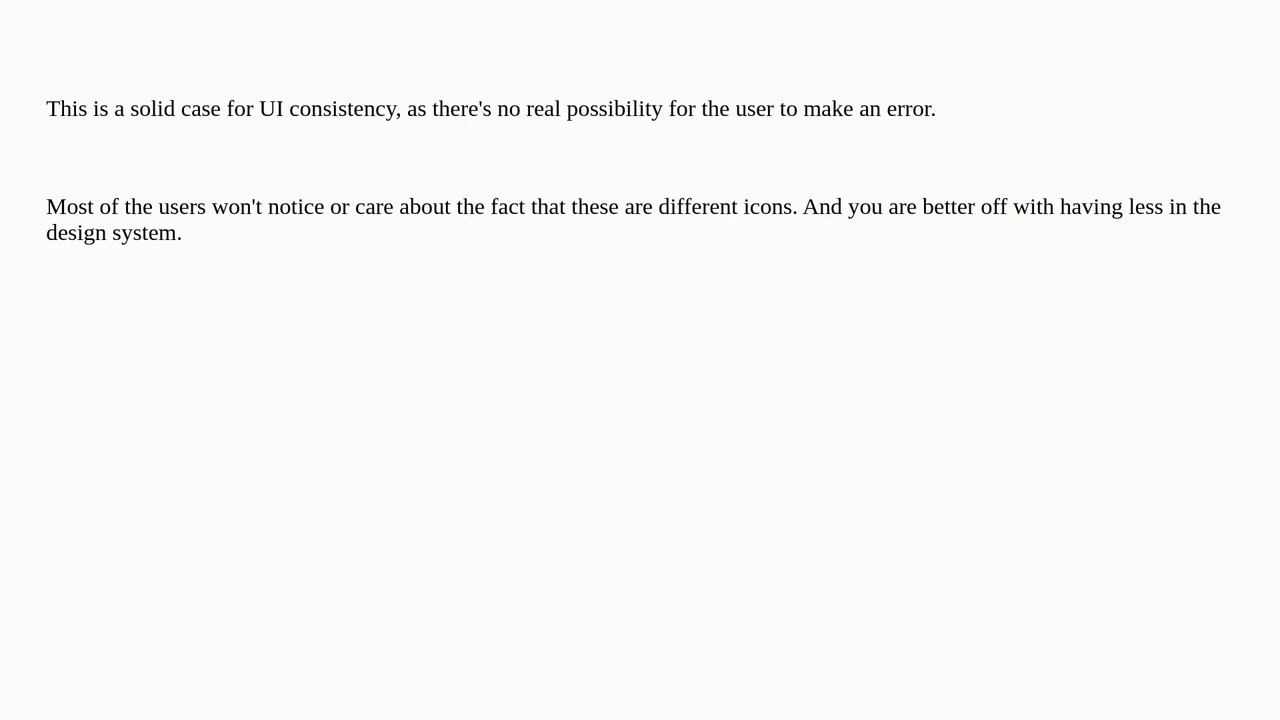 This is a solid case for UI consistency, as there's no real possibility for the user to make an error.
Most of the users won't notice or care about the fact that these are different icons. And you are better off with having less in the
design system.